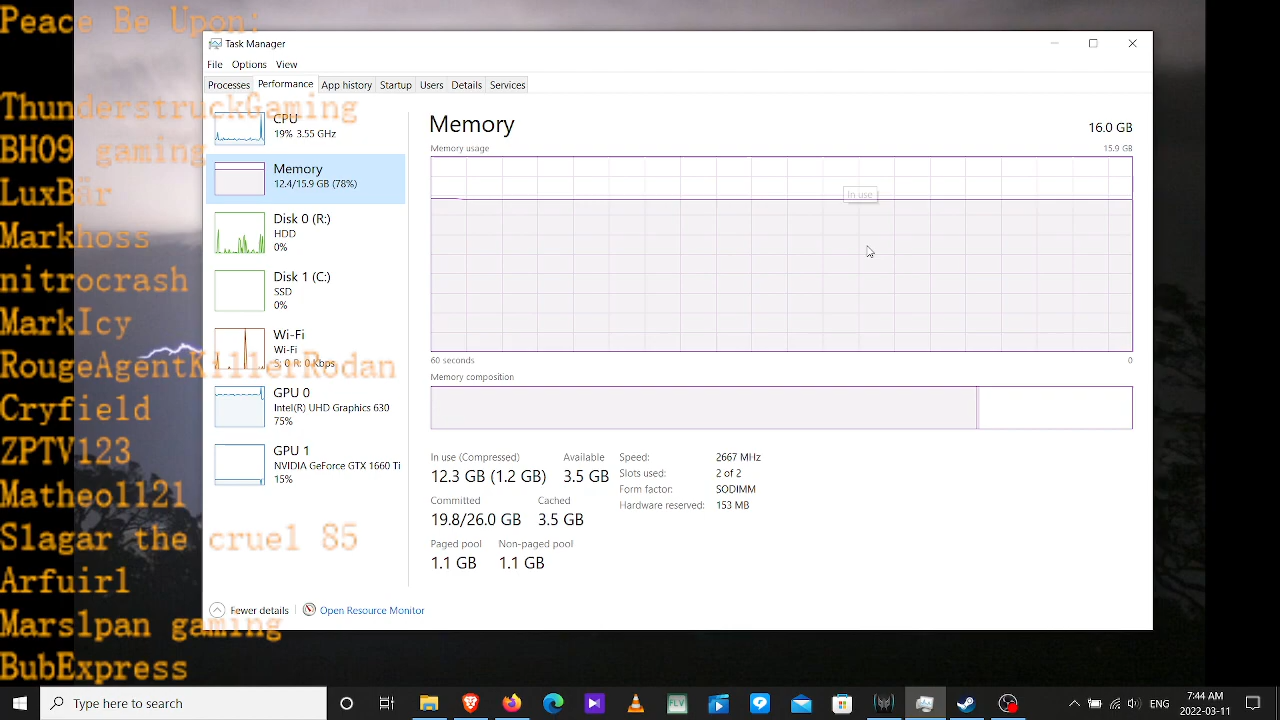 Peace Be Upon:
ThunderstruckGaming
BH09 gaming
LuxBär
Markhoss
nitrocrash
MarkIcy
RougeAgentKillerRodan
Cryfield
ZPTV123
Matheo1121
Slagar the cruel 85
Arfuir1
Mars1pan gaming
BubExpress
Task Manager
File Options View
Processes Performance App history Startup Users Details Services
CPU
19% 3.55 GHz
Memory
12.4/15.9 GB (78%)
Disk 0 (R:)
HDD
0%
Disk 1 (C:)
SSD
0%
Wi-Fi
Wi-Fi
S: 0 R: 0 Kbps
GPU 0
Intel(R) UHD Graphics 630
75%
GPU 1
NVIDIA GeForce GTX 1660 Ti
15%
Memory 16.0 GB
Memory usage 15.9 GB
In use
60 seconds 0
Memory composition
In use (Compressed) Available
12.3 GB (1.2 GB) 3.5 GB
Committed Cached
19.8/26.0 GB 3.5 GB
Paged pool Non-paged pool
1.1 GB 1.1 GB
Speed: 2667 MHz
Slots used: 2 of 2
Form factor: SODIMM
Hardware reserved: 153 MB
Fewer details Open Resource Monitor
Type here to search
FLV
ENG
7:44 AM
2022-03-11